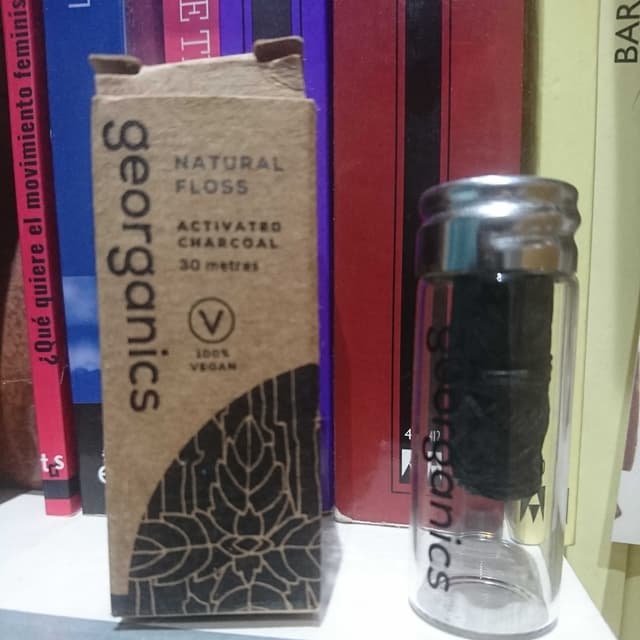 ¿Qué quiere el movimiento feminis
georganics
NATURAL
FLOSS
ACTIVATED
CHARCOAL
30 metres
V
100%
VEGAN
georganics
BAR